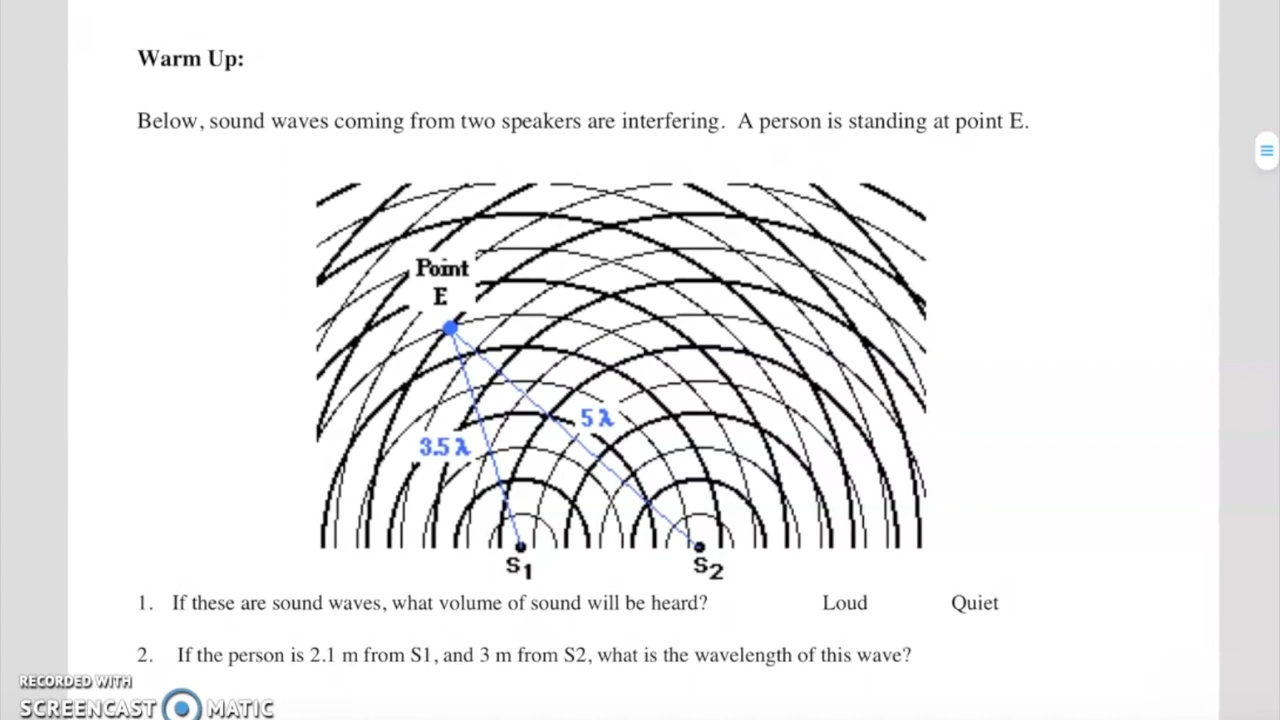 Warm Up:
Below, sound waves coming from two speakers are interfering. A person is standing at point E.
Point
E
5 λ
3.5 λ
S1
S2
1. If these are sound waves, what volume of sound will be heard? Loud Quiet
2. If the person is 2.1 m from S1, and 3 m from S2, what is the wavelength of this wave?
RECORDED WITH
SCREENCAST MATIC